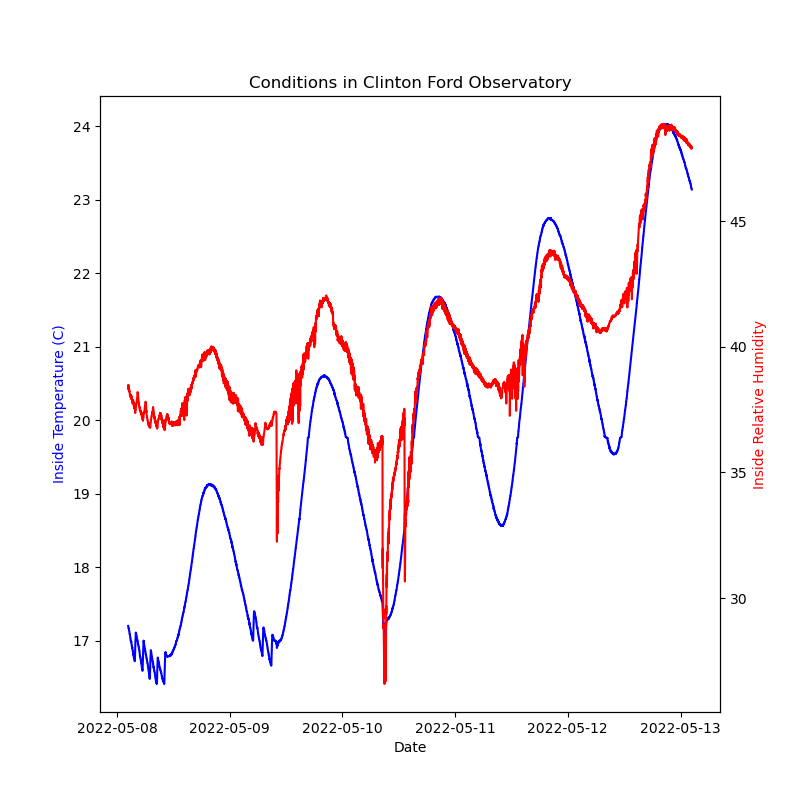 Conditions in Clinton Ford Observatory
24
23
22
21
20
19
18
17
Inside Temperature (C)
45
40
35
30
Inside Relative Humidity
2022-05-08 2022-05-09 2022-05-10 2022-05-11 2022-05-12 2022-05-13
Date